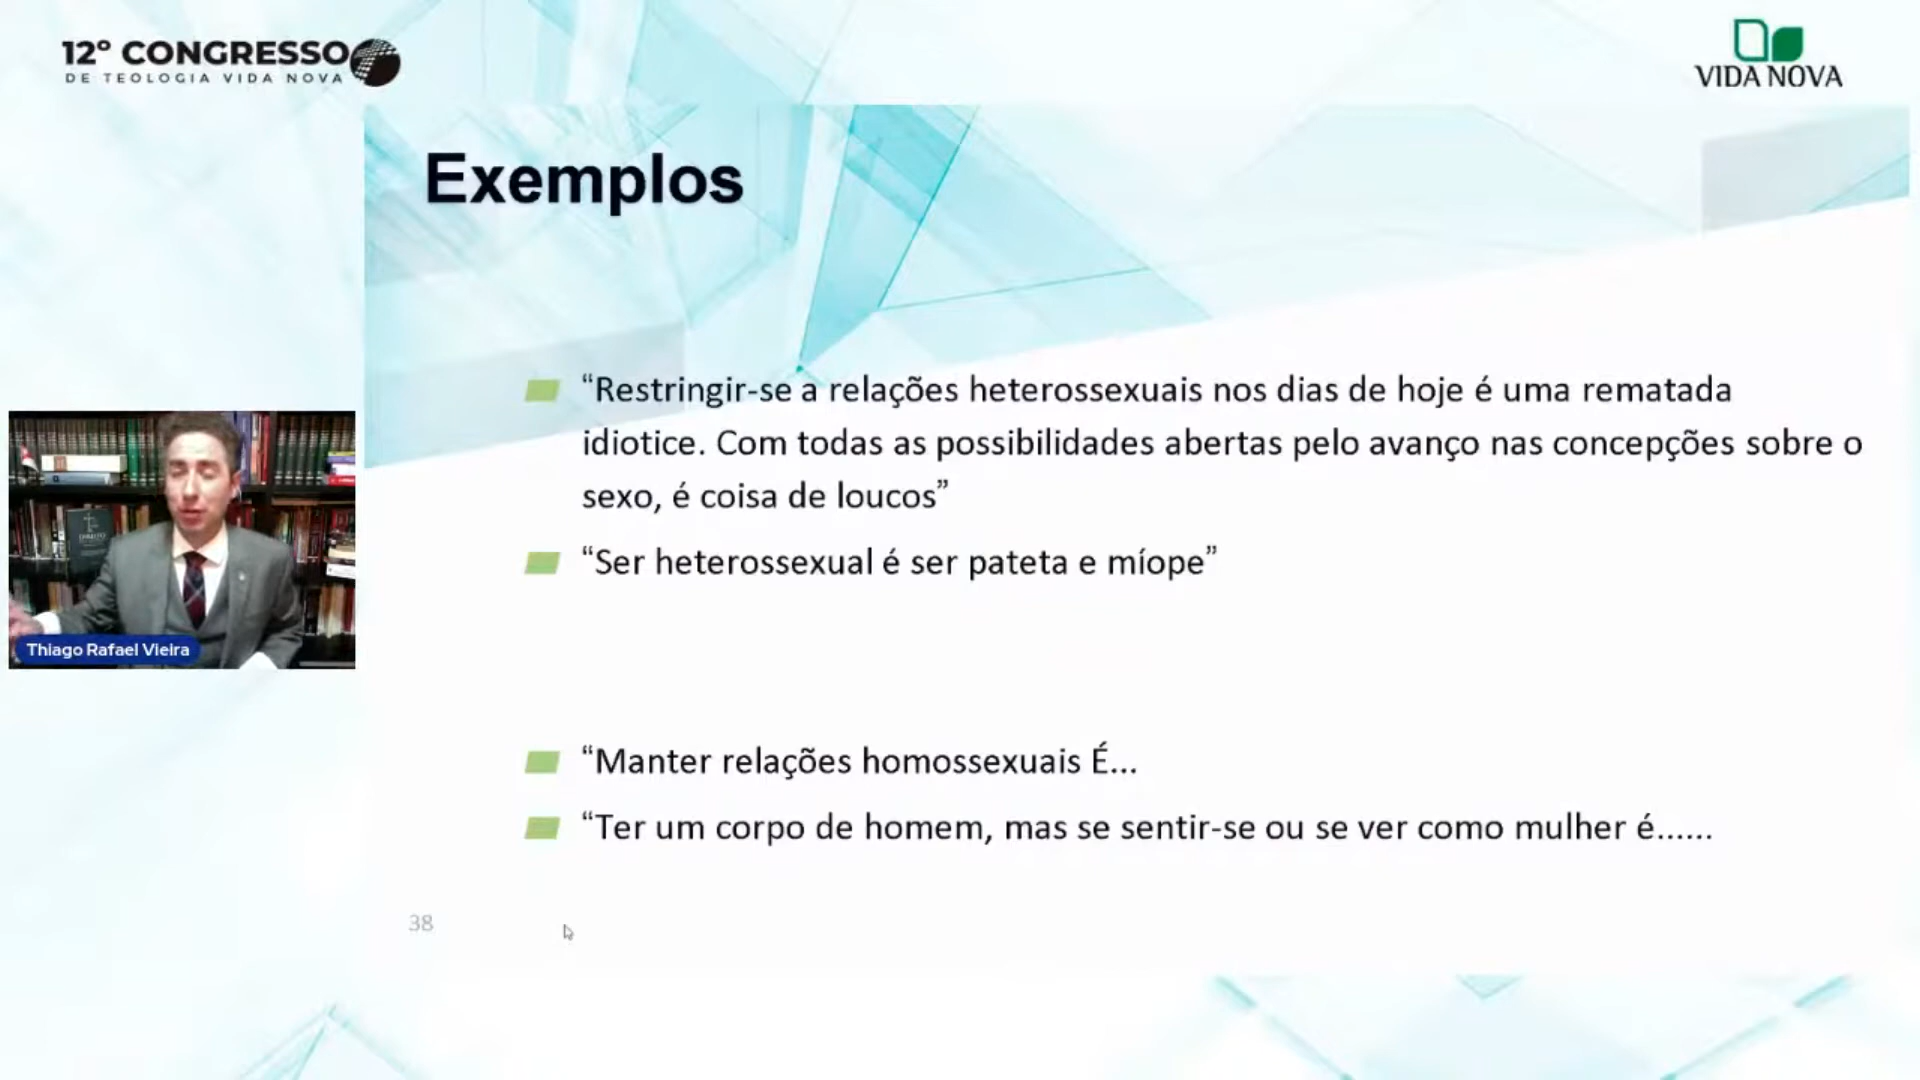 12º CONGRESSO
DE TEOLOGIA VIDA NOVA
VIDA NOVA
Exemplos
“Restringir-se a relações heterossexuais nos dias de hoje é uma rematada
idiotice. Com todas as possibilidades abertas pelo avanço nas concepções sobre o
sexo, é coisa de loucos”
“Ser heterossexual é ser pateta e míope”
“Manter relações homossexuais É...
“Ter um corpo de homem, mas se sentir-se ou se ver como mulher é......
Thiago Rafael Vieira
38